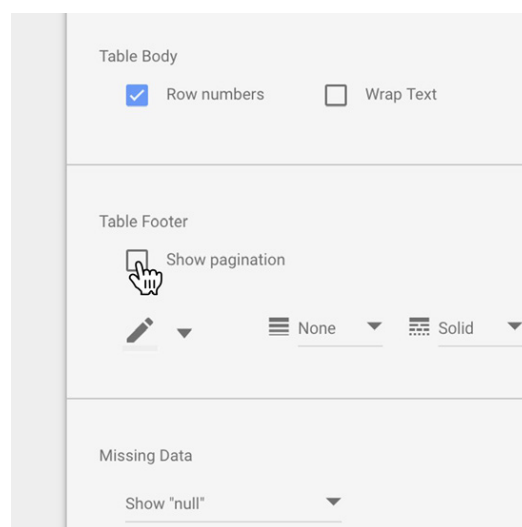 Table Body
Row numbers Wrap Text
Table Footer
Show pagination
None Solid
Missing Data
Show "null"